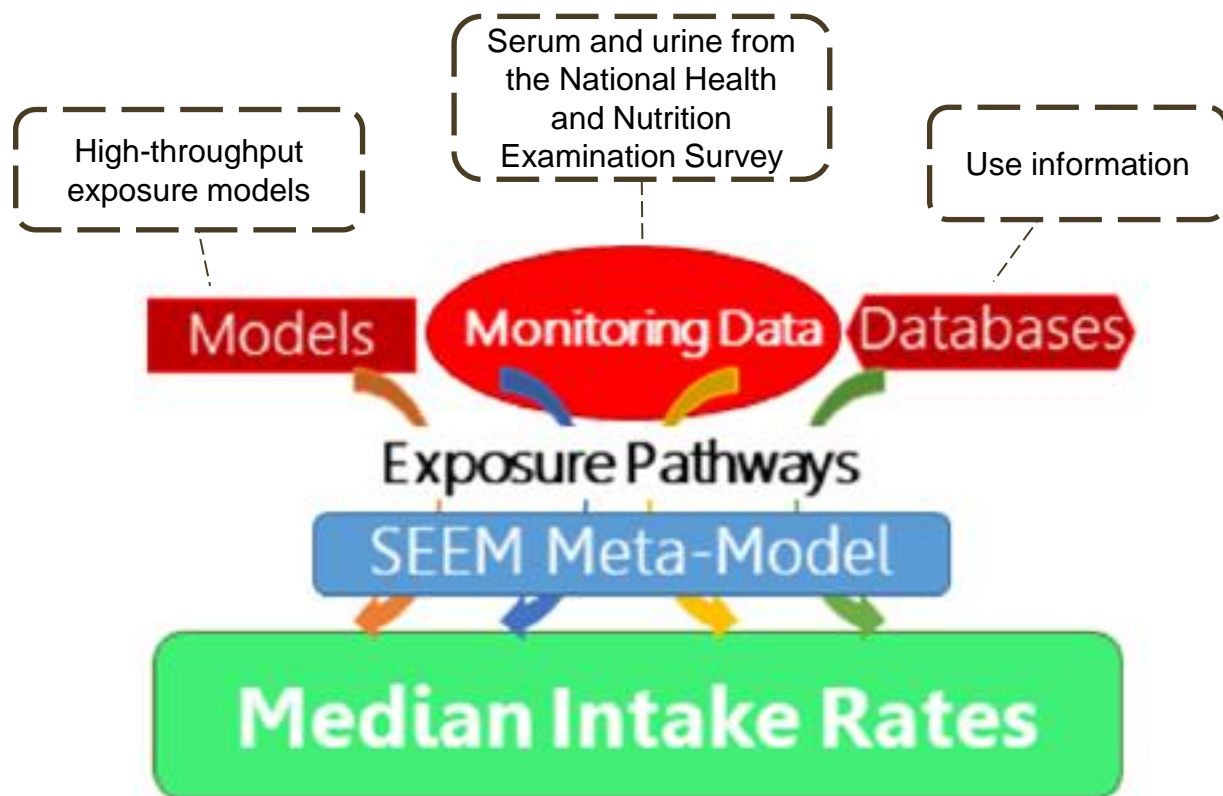 Serum and urine from
the National Health
and Nutrition
Examination Survey
High-throughput
exposure models
Use information
Models
Monitoring Data
Databases
Exposure Pathways
SEEM Meta-Model
Median Intake Rates